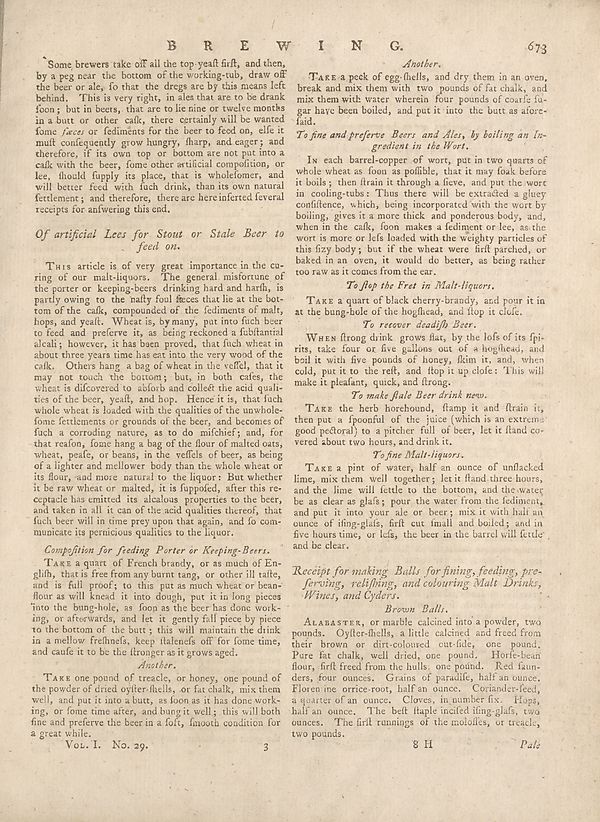 B R E W I N G. 673
Some brewers take off all the top yeaſt firſt, and then,
by a peg near the bottom of the working-tub, draw off
the beer or ale, ſo that the dregs are by this means left
behind. This is very right, in ales that are to be drank
ſoon; but in beers, that are to lie nine or twelve months
in a butt or other caſk, there certainly will be wanted
ſome fæces or ſediments for the beer to feed on, elſe it
muſt conſequently grow hungry, ſharp, and eager; and
therefore, if its own top or bottom are not put into a
caſk with the beer, ſome other artificial compoſition, or
lee, ſhould ſupply its place, that is wholeſomer, and
will better feed with ſuch drink, than its own natural
ſettlement; and therefore, there are here inſerted ſeveral
receipts for anſwering this end.
Of artificial Lees for Stout or Stale Beer to
feed on.
This article is of very great importance in the cu-
ring of our malt-liquors. The general misfortune of
the porter or keeping-beers drinking hard and harſh, is
partly owing to the naſty foul fæces that lie at the bot-
tom of the caſk, compounded of the ſediments of malt,
hops, and yeaſt. Wheat is, by many, put into ſuch beer
to feed and preſerve it, as being reckoned a ſubſtantial
alcali; however, it has been proved, that ſuch wheat in
about three years time has eat into the very wood of the
caſk. Others hang a bag of wheat in the veſſel, that it
may not touch the bottom; but, in both caſes, the
wheat is diſcovered to abſorb and collect the acid quali-
ties of the beer, yeaſt, and hop. Hence it is, that ſuch
whole wheat is loaded with the qualities of the unwhole-
ſome ſettlements or grounds of the beer, and becomes of
ſuch a corroding nature, as to do miſchief; and, for
that reaſon, ſome hang a bag of the flour of malted oats,
wheat, peaſe, or beans, in the veſſels of beer, as being
of a lighter and mellower body than the whole wheat or
its flour, and more natural to the liquor: But whether
it be raw wheat or malted, it is ſuppoſed, after this re-
ceptacle has emitted its alcalous properties to the beer,
and taken in all it can of the acid qualities thereof, that
ſuch beer will in time prey upon that again, and ſo com-
municate its pernicious qualities to the liquor.
Compoſition for feeding Porter or Keeping-Beers.
Take a quart of French brandy, or as much of En-
gliſh, that is free from any burnt tang, or other ill taſte,
and is full proof; to this put as much wheat or bean-
flour as will knead it into dough, put it in long pieces
into the bung-hole, as ſoon as the beer has done work-
ing, or afterwards, and let it gently fall piece by piece
to the bottom of the butt; this will maintain the drink
in a mellow freſhneſs, keep ſtaleneſs off for ſome time,
and cauſe it to be the ſtronger as it grows aged.
Another.
Take one pound of treacle, or honey, one pound of
the powder of dried oyſter-ſhells, or fat chalk, mix them
well, and put it into a butt, as ſoon as it has done work-
ing, or ſome time after, and bung it well; this will both
fine and preſerve the beer in a ſoft, ſmooth condition for
a great while.
Vol. I. No. 29. 3
Another.
Take a peck of egg-ſhells, and dry them in an oven,
break and mix them with two pounds of fat chalk, and
mix them with water wherein four pounds of coarſe ſu-
gar have been boiled, and put it into the butt as afore-
ſaid.
To fine and preſerve Beers and Ales, by boiling an In-
gredient in the Wort.
In each barrel-copper of wort, put in two quarts of
whole wheat as ſoon as poſſible, that it may ſoak before
it boils; then ſtrain it through a ſieve, and put the wort
in cooling-tubs: Thus there will be extracted a gluey
conſiſtence, which, being incorporated with the wort by
boiling, gives it a more thick and ponderous body, and,
when in the caſk, ſoon makes a ſediment or lee, as the
wort is more or leſs loaded with the weighty particles of
this fizy body; but if the wheat were firſt parched, or
baked in an oven, it would do better, as being rather
too raw as it comes from the ear.
To ſtop the Fret in Malt-liquors.
Take a quart of black cherry-brandy, and pour it in
at the bung-hole of the hogſhead, and ſtop it cloſe.
To recover deadiſh Beer.
When ſtrong drink grows flat, by the loſs of its ſpi-
rits, take four or five gallons out of a hogſhead, and
boil it with five pounds of honey, ſkim it, and, when
cold, put it to the reſt, and ſtop it up cloſe: This will
make it pleaſant, quick, and ſtrong.
To make ſtale Beer drink new.
Take the herb horehound, ſtamp it and ſtrain it,
then put a ſpoonful of the juice (which is an extreme
good pectoral) to a pitcher full of beer, let it ſtand co-
vered about two hours, and drink it.
To fine Malt-liquors.
Take a pint of water, half an ounce of unſlacked
lime, mix them well together; let it ſtand three hours,
and the lime will ſettle to the bottom, and the water
be as clear as glaſs; pour the water from the ſediment,
and put it into your ale or beer; mix it with half an
ounce of iſing-glaſs, firſt cut ſmall and boiled; and in
five hours time, or leſs, the beer in the barrel will ſettle
and be clear.
Receipt for making Balls for fining, feeding, pre-
ſerving, reliſhing, and colouring Malt Drinks,
Wines, and Cyders.
Brown Balls.
Alabaster, or marble calcined into a powder, two
pounds. Oyſter-ſhells, a little calcined and freed from
their brown or dirt-coloured out-ſide, one pound.
Pure fat chalk, well dried, one pound. Horſe-bean
flour, firſt freed from the hulls, one pound. Red ſaun-
ders, four ounces. Grains of paradiſe, half an ounce.
Florentine orrice-root, half an ounce. Coriander-ſeed,
a quarter of an ounce. Cloves, in number ſix. Hops,
half an ounce. The beſt ſtaple inciſed iſing-glaſs, two
ounces. The firſt runnings of the moloſſes, or treacle,
two pounds.
8 H Pale